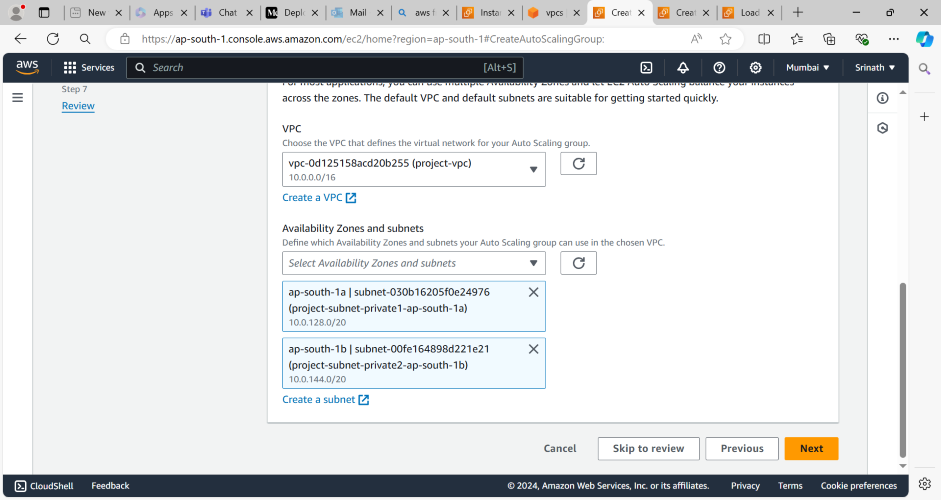 New
Apps
Chat
Depl
Mail
aws f
Instan
vpcs
Creat
Creat
Load
https://ap-south-1.console.aws.amazon.com/ec2/home?region=ap-south-1#CreateAutoScalingGroup:
aws
Services
Search
[Alt+S]
Mumbai
Srinath
Step 7
Review
For most applications, you can use multiple Availability Zones and let EC2 Auto Scaling balance your instances
across the zones. The default VPC and default subnets are suitable for getting started quickly.
VPC
Choose the VPC that defines the virtual network for your Auto Scaling group.
vpc-0d125158acd20b255 (project-vpc)
10.0.0.0/16
Create a VPC
Availability Zones and subnets
Define which Availability Zones and subnets your Auto Scaling group can use in the chosen VPC.
Select Availability Zones and subnets
ap-south-1a | subnet-030b16205f0e24976
(project-subnet-private1-ap-south-1a)
10.0.128.0/20
ap-south-1b | subnet-00fe164898d221e21
(project-subnet-private2-ap-south-1b)
10.0.144.0/20
Create a subnet
Cancel
Skip to review
Previous
Next
CloudShell
Feedback
© 2024, Amazon Web Services, Inc. or its affiliates.
Privacy
Terms
Cookie preferences